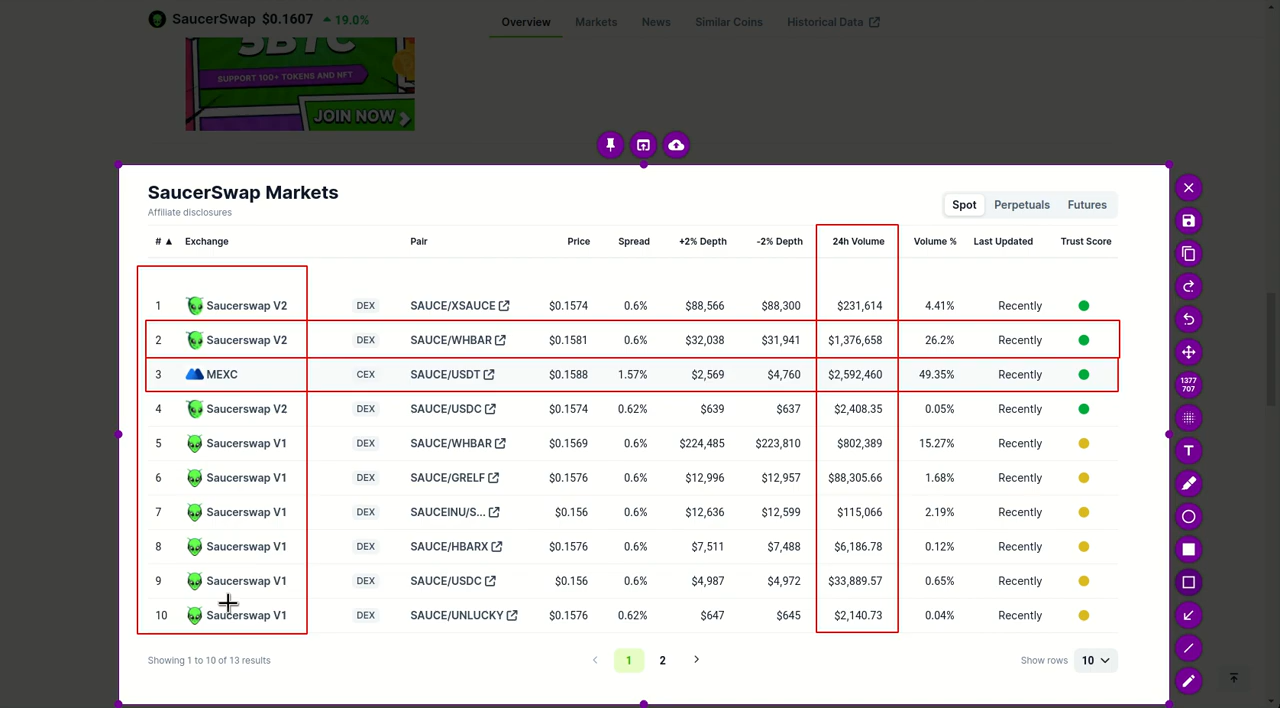 SaucerSwap $0.1607 ▲ 19.0% Overview Markets News Similar Coins Historical Data
5BTC
SUPPORT 100+ TOKENS AND NFT
JOIN NOW
SaucerSwap Markets
Affiliate disclosures
Spot Perpetuals Futures
# ▲ Exchange Pair Price Spread +2% Depth -2% Depth 24h Volume Volume % Last Updated Trust Score
1 Saucerswap V2 DEX SAUCE/XSAUCE $0.1574 0.6% $88,566 $88,300 $231,614 4.41% Recently
2 Saucerswap V2 DEX SAUCE/WHBAR $0.1581 0.6% $32,038 $31,941 $1,376,658 26.2% Recently
3 MEXC CEX SAUCE/USDT $0.1588 1.57% $2,569 $4,760 $2,592,460 49.35% Recently
4 Saucerswap V2 DEX SAUCE/USDC $0.1574 0.62% $639 $637 $2,408.35 0.05% Recently
5 Saucerswap V1 DEX SAUCE/WHBAR $0.1569 0.6% $224,485 $223,810 $802,389 15.27% Recently
6 Saucerswap V1 DEX SAUCE/GRELF $0.1576 0.6% $12,996 $12,957 $88,305.66 1.68% Recently
7 Saucerswap V1 DEX SAUCEINU/S... $0.156 0.6% $12,636 $12,599 $115,066 2.19% Recently
8 Saucerswap V1 DEX SAUCE/HBARX $0.1576 0.6% $7,511 $7,488 $6,186.78 0.12% Recently
9 Saucerswap V1 DEX SAUCE/USDC $0.156 0.6% $4,987 $4,972 $33,889.57 0.65% Recently
10 Saucerswap V1 DEX SAUCE/UNLUCKY $0.1576 0.62% $647 $645 $2,140.73 0.04% Recently
Showing 1 to 10 of 13 results 1 2 Show rows 10
1377
707
T